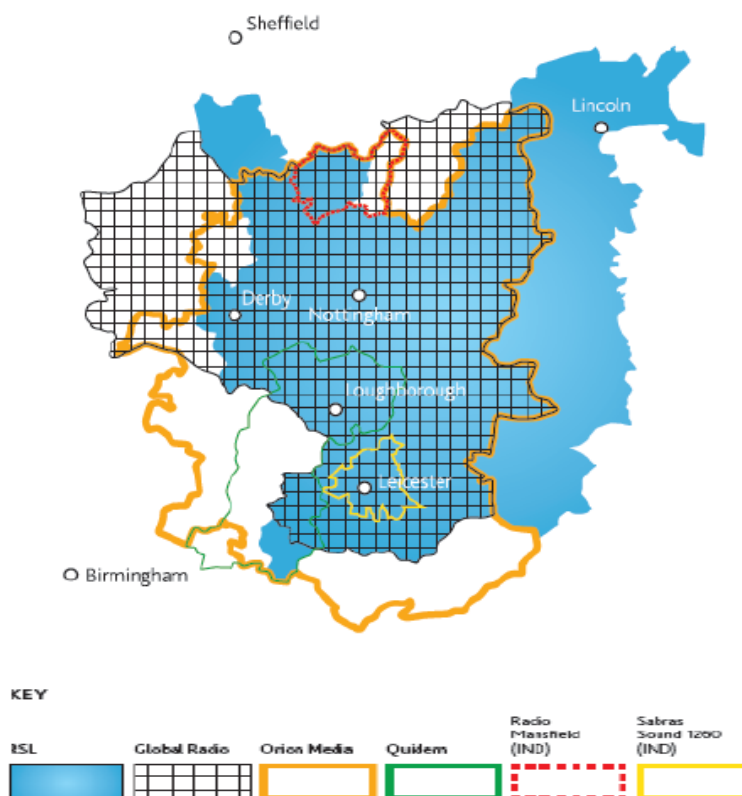 Sheffield
Lincoln
Derby
Nottingham
Loughborough
Leicester
Birmingham
KEY
RSL
Global Radio
Orion Media
Quidem
Radio
Mansfield
(IND)
Sabras
Sound 1260
(IND)